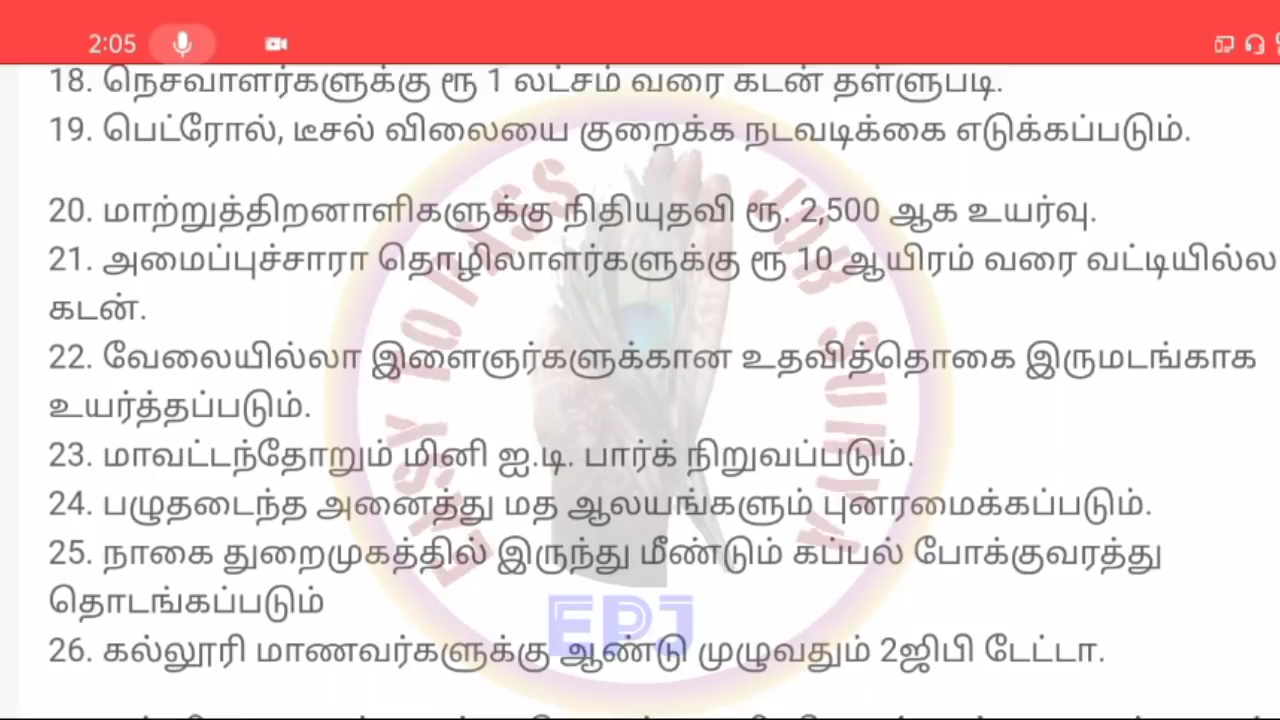 2:05
18. நெசவாளர்களுக்கு ரூ 1 லட்சம் வரை கடன் தள்ளுபடி.
19. பெட்ரோல், டீசல் விலையை குறைக்க நடவடிக்கை எடுக்கப்படும்.
20. மாற்றுத்திறனாளிகளுக்கு நிதியுதவி ரூ. 2,500 ஆக உயர்வு.
21. அமைப்புச்சாரா தொழிலாளர்களுக்கு ரூ 10 ஆயிரம் வரை வட்டியில்லா
கடன்.
22. வேலையில்லா இளைஞர்களுக்கான உதவித்தொகை இருமடங்காக
உயர்த்தப்படும்.
23. மாவட்டந்தோறும் மினி ஐ.டி. பார்க் நிறுவப்படும்.
24. பழுதடைந்த அனைத்து மத ஆலயங்களும் புனரமைக்கப்படும்.
25. நாகை துறைமுகத்தில் இருந்து மீண்டும் கப்பல் போக்குவரத்து
தொடங்கப்படும்
26. கல்லூரி மாணவர்களுக்கு ஆண்டு முழுவதும் 2ஜிபி டேட்டா.
EASY TO PASS
EPJ